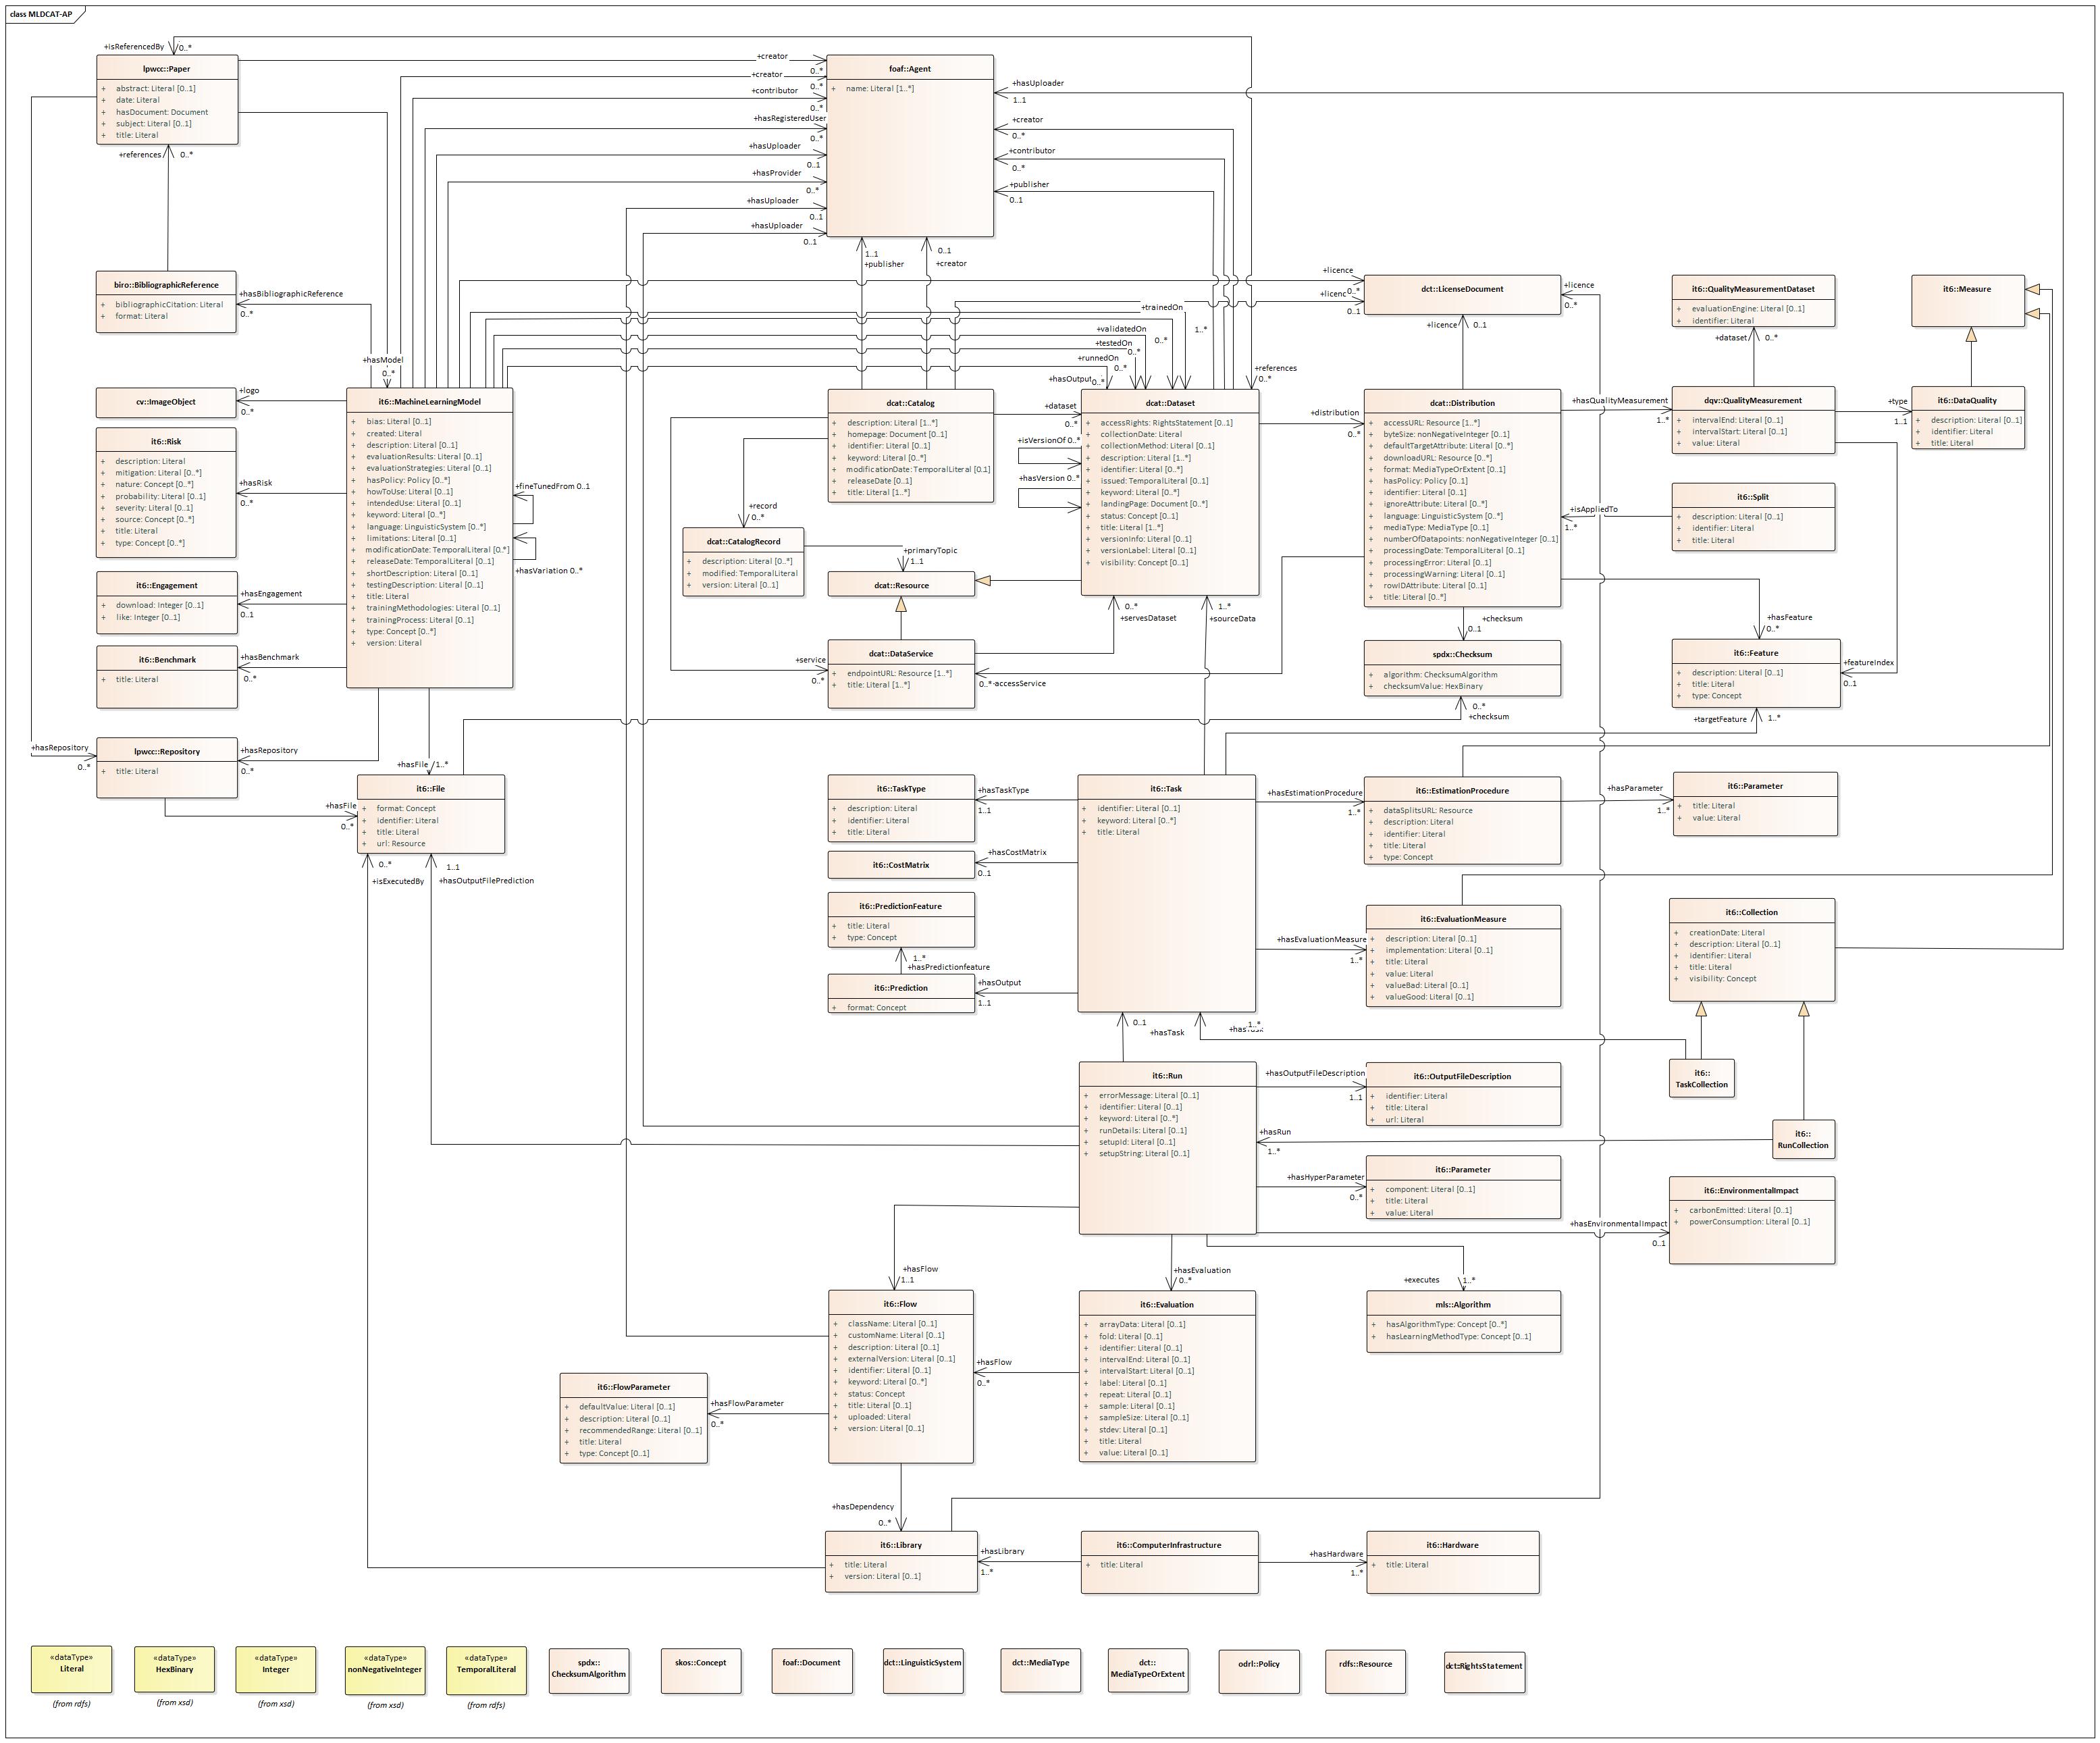 class MLDCAT-AP
+isReferencedBy
0..*
lpwcc::Paper
+ abstract: Literal [0..1]
+ date: Literal
+ hasDocument: Document
+ subject: Literal [0..1]
+ title: Literal
+references
0..*
+creator
0..*
+creator
0..*
+contributor
0..*
+hasRegisteredUser
0..*
+hasUploader
0..1
+hasProvider
0..*
+hasUploader
0..1
+hasUploader
0..1
foaf::Agent
+ name: Literal [1..*]
+hasUploader
1..1
+creator
0..*
+contributor
0..*
+publisher
0..1
1..1
+publisher
0..1
+creator
biro::BibliographicReference
+ bibliographicCitation: Literal
+ format: Literal
+hasBibliographicReference
0..*
+hasModel
0..*
+licence
0..*
+licenc
0..1
dct::LicenseDocument
+licence
0..*
+licence
0..1
it6::QualityMeasurementDataset
+ evaluationEngine: Literal [0..1]
+ identifier: Literal
+dataset
0..*
it6::Measure
+trainedOn
1..*
+validatedOn
0..*
+testedOn
0..*
+runnedOn
+hasOutput
0..*
+references
0..*
cv::ImageObject
+logo
0..*
it6::Risk
+ description: Literal
+ mitigation: Literal [0..*]
+ nature: Concept [0..*]
+ probability: Literal [0..1]
+ severity: Literal [0..1]
+ source: Concept [0..*]
+ title: Literal
+ type: Concept [0..*]
+hasRisk
0..*
it6::Engagement
+ download: Integer [0..1]
+ like: Integer [0..1]
+hasEngagement
0..1
it6::Benchmark
+ title: Literal
+hasBenchmark
0..*
it6::MachineLearningModel
+ bias: Literal [0..1]
+ created: Literal
+ description: Literal [0..1]
+ evaluationResults: Literal [0..1]
+ evaluationStrategies: Literal [0..1]
+ hasPolicy: Policy [0..*]
+ howToUse: Literal [0..1]
+ intendedUse: Literal [0..1]
+ keyword: Literal [0..*]
+ language: LinguisticSystem [0..*]
+ limitations: Literal [0..1]
+ modificationDate: TemporalLiteral [0..*]
+ releaseDate: TemporalLiteral [0..1]
+ shortDescription: Literal [0..1]
+ testingDescription: Literal [0..1]
+ title: Literal
+ trainingMethodologies: Literal [0..1]
+ trainingProcess: Literal [0..1]
+ type: Concept [0..*]
+ version: Literal
+fineTunedFrom 0..1
+hasVariation 0..*
dcat::Catalog
+ description: Literal [1..*]
+ homepage: Document [0..1]
+ identifier: Literal [0..1]
+ keyword: Literal [0..*]
+ modificationDate: TemporalLiteral [0..1]
+ releaseDate [0..1]
+ title: Literal [1..*]
+dataset
0..*
+record
0..*
dcat::CatalogRecord
+ description: Literal [0..*]
+ modified: TemporalLiteral
+ version: Literal [0..1]
+primaryTopic
1..1
dcat::Resource
dcat::DataService
+ endpointURL: Resource [1..*]
+ title: Literal [1..*]
+service
0..*
0..*
+servesDataset
1..*
+sourceData
0..*
+accessService
dcat::Dataset
+ accessRights: RightsStatement [0..1]
+ collectionDate: Literal
+ collectionMethod: Literal [0..1]
+ description: Literal [1..*]
+ identifier: Literal [0..*]
+ issued: TemporalLiteral [0..1]
+ keyword: Literal [0..*]
+ landingPage: Document [0..*]
+ status: Concept [0..1]
+ title: Literal [1..*]
+ versionInfo: Literal [0..1]
+ versionLabel: Literal [0..1]
+ visibility: Concept [0..1]
+isVersionOf 0..*
+hasVersion 0..*
+distribution
0..*
dcat::Distribution
+ accessURL: Resource [1..*]
+ byteSize: nonNegativeInteger [0..1]
+ defaultTargetAttribute: Literal [0..*]
+ downloadURL: Resource [0..*]
+ format: MediaTypeOrExtent [0..1]
+ hasPolicy: Policy [0..1]
+ identifier: Literal [0..1]
+ ignoreAttribute: Literal [0..*]
+ language: LinguisticSystem [0..*]
+ mediaType: MediaType [0..1]
+ numberOfDatapoints: nonNegativeInteger [0..1]
+ processingDate: TemporalLiteral [0..1]
+ processingError: Literal [0..1]
+ processingWarning: Literal [0..1]
+ rowIDAttribute: Literal [0..1]
+ title: Literal [0..*]
+hasQualityMeasurement
1..*
dqv::QualityMeasurement
+ intervalEnd: Literal [0..1]
+ intervalStart: Literal [0..1]
+ value: Literal
+type
1..1
it6::DataQuality
+ description: Literal [0..1]
+ identifier: Literal
+ title: Literal
it6::Split
+ description: Literal [0..1]
+ identifier: Literal
+ title: Literal
+isAppliedTo
1..*
+checksum
0..1
spdx::Checksum
+ algorithm: ChecksumAlgorithm
+ checksumValue: HexBinary
0..*
+checksum
+hasFeature
0..*
it6::Feature
+ description: Literal [0..1]
+ title: Literal
+ type: Concept
+featureIndex
0..1
+targetFeature
1..*
+hasRepository
0..*
lpwcc::Repository
+ title: Literal
+hasRepository
0..*
+hasFile
1..*
+hasFile
0..*
it6::File
+ format: Concept
+ identifier: Literal
+ title: Literal
+ url: Resource
0..*
+isExecutedBy
1..1
+hasOutputFilePrediction
it6::TaskType
+ description: Literal
+ identifier: Literal
+ title: Literal
+hasTaskType
1..1
it6::CostMatrix
+hasCostMatrix
0..1
it6::PredictionFeature
+ title: Literal
+ type: Concept
1..*
+hasPredictionfeature
it6::Prediction
+ format: Concept
+hasOutput
1..1
it6::Task
+ identifier: Literal [0..1]
+ keyword: Literal [0..*]
+ title: Literal
+hasEstimationProcedure
1..*
it6::EstimationProcedure
+ dataSplitsURL: Resource
+ description: Literal
+ identifier: Literal
+ title: Literal
+ type: Concept
+hasParameter
1..*
it6::Parameter
+ title: Literal
+ value: Literal
+hasEvaluationMeasure
1..*
it6::EvaluationMeasure
+ description: Literal [0..1]
+ implementation: Literal [0..1]
+ title: Literal
+ value: Literal
+ valueBad: Literal [0..1]
+ valueGood: Literal [0..1]
it6::Collection
+ creationDate: Literal
+ description: Literal [0..1]
+ identifier: Literal
+ title: Literal
+ visibility: Concept
0..1
+hasTask
1..*
+hasTask
it6::
TaskCollection
it6::
RunCollection
it6::Run
+ errorMessage: Literal [0..1]
+ identifier: Literal [0..1]
+ keyword: Literal [0..*]
+ runDetails: Literal [0..1]
+ setupId: Literal [0..1]
+ setupString: Literal [0..1]
+hasOutputFileDescription
1..1
it6::OutputFileDescription
+ identifier: Literal
+ title: Literal
+ url: Literal
+hasRun
1..*
+hasHyperParameter
0..*
it6::Parameter
+ component: Literal [0..1]
+ title: Literal
+ value: Literal
+hasEnvironmentalImpact
0..1
it6::EnvironmentalImpact
+ carbonEmitted: Literal [0..1]
+ powerConsumption: Literal [0..1]
+hasFlow
1..1
+hasEvaluation
0..*
+executes
1..*
it6::Flow
+ className: Literal [0..1]
+ customName: Literal [0..1]
+ description: Literal [0..1]
+ externalVersion: Literal [0..1]
+ identifier: Literal [0..1]
+ keyword: Literal [0..*]
+ status: Concept
+ title: Literal [0..1]
+ uploaded: Literal
+ version: Literal [0..1]
it6::Evaluation
+ arrayData: Literal [0..1]
+ fold: Literal [0..1]
+ identifier: Literal [0..1]
+ intervalEnd: Literal [0..1]
+ intervalStart: Literal [0..1]
+ label: Literal [0..1]
+ repeat: Literal [0..1]
+ sample: Literal [0..1]
+ sampleSize: Literal [0..1]
+ stdev: Literal [0..1]
+ title: Literal
+ value: Literal [0..1]
mls::Algorithm
+ hasAlgorithmType: Concept [0..*]
+ hasLearningMethodType: Concept [0..1]
+hasFlow
0..*
it6::FlowParameter
+ defaultValue: Literal [0..1]
+ description: Literal [0..1]
+ recommendedRange: Literal [0..1]
+ title: Literal
+ type: Concept [0..1]
+hasFlowParameter
0..*
+hasDependency
0..*
it6::Library
+ title: Literal
+ version: Literal [0..1]
+hasLibrary
1..*
it6::ComputerInfrastructure
+ title: Literal
+hasHardware
1..*
it6::Hardware
+ title: Literal
«dataType»
Literal
(from rdfs)
«dataType»
HexBinary
(from xsd)
«dataType»
Integer
(from xsd)
«dataType»
nonNegativeInteger
(from xsd)
«dataType»
TemporalLiteral
(from rdfs)
spdx::
ChecksumAlgorithm
skos::Concept
foaf::Document
dct::LinguisticSystem
dct::MediaType
dct::
MediaTypeOrExtent
odrl::Policy
rdfs::Resource
dct:RightsStatement